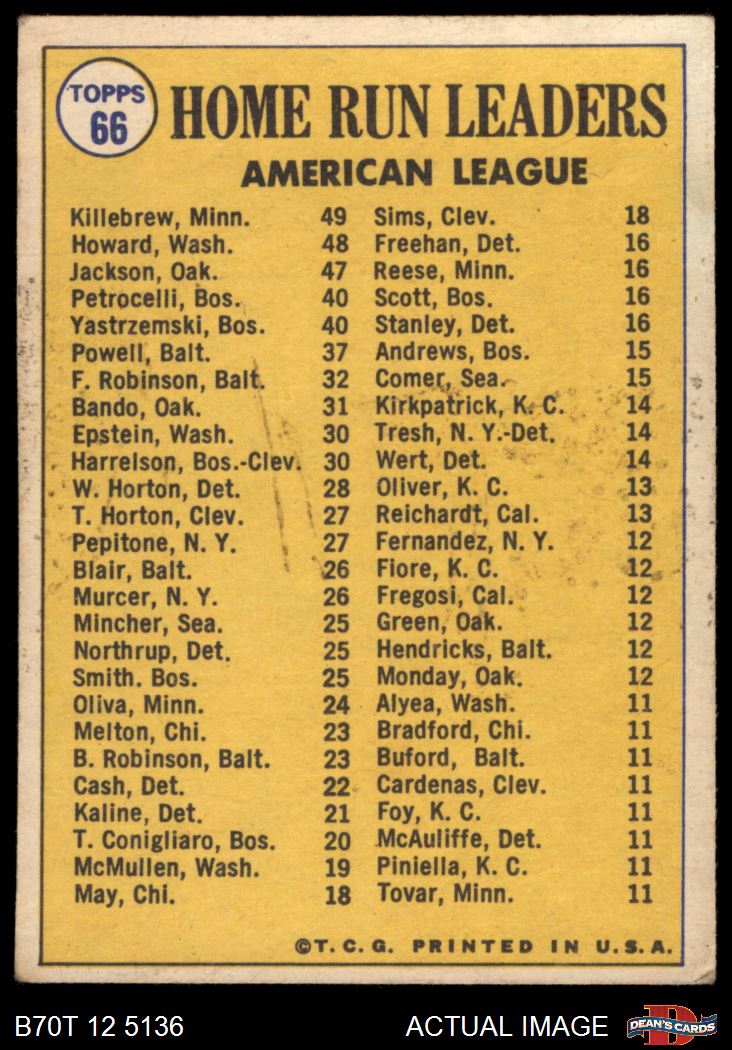 TOPPS
66
HOME RUN LEADERS
AMERICAN LEAGUE
Killebrew, Minn. 49
Howard, Wash. 48
Jackson, Oak. 47
Petrocelli, Bos. 40
Yastrzemski, Bos. 40
Powell, Balt. 37
F. Robinson, Balt. 32
Bando, Oak. 31
Epstein, Wash. 30
Harrelson, Bos.-Clev. 30
W. Horton, Det. 28
T. Horton, Clev. 27
Pepitone, N. Y. 27
Blair, Balt. 26
Murcer, N. Y. 26
Mincher, Sea. 25
Northrup, Det. 25
Smith. Bos. 25
Oliva, Minn. 24
Melton, Chi. 23
B. Robinson, Balt. 23
Cash, Det. 22
Kaline, Det. 21
T. Conigliaro, Bos. 20
McMullen, Wash. 19
May, Chi. 18
Sims, Clev. 18
Freehan, Det. 16
Reese, Minn. 16
Scott, Bos. 16
Stanley, Det. 16
Andrews, Bos. 15
Comer, Sea. 15
Kirkpatrick, K. C. 14
Tresh, N. Y.-Det. 14
Wert, Det. 14
Oliver, K. C. 13
Reichardt, Cal. 13
Fernandez, N. Y. 12
Fiore, K. C. 12
Fregosi, Cal. 12
Green, Oak. 12
Hendricks, Balt. 12
Monday, Oak. 12
Alyea, Wash. 11
Bradford, Chi. 11
Buford, Balt. 11
Cardenas, Clev. 11
Foy, K. C. 11
McAuliffe, Det. 11
Piniella, K. C. 11
Tovar, Minn. 11
©T. C. G. PRINTED IN U. S. A.
B70T 12 5136
ACTUAL IMAGE
D
DEAN'S CARDS